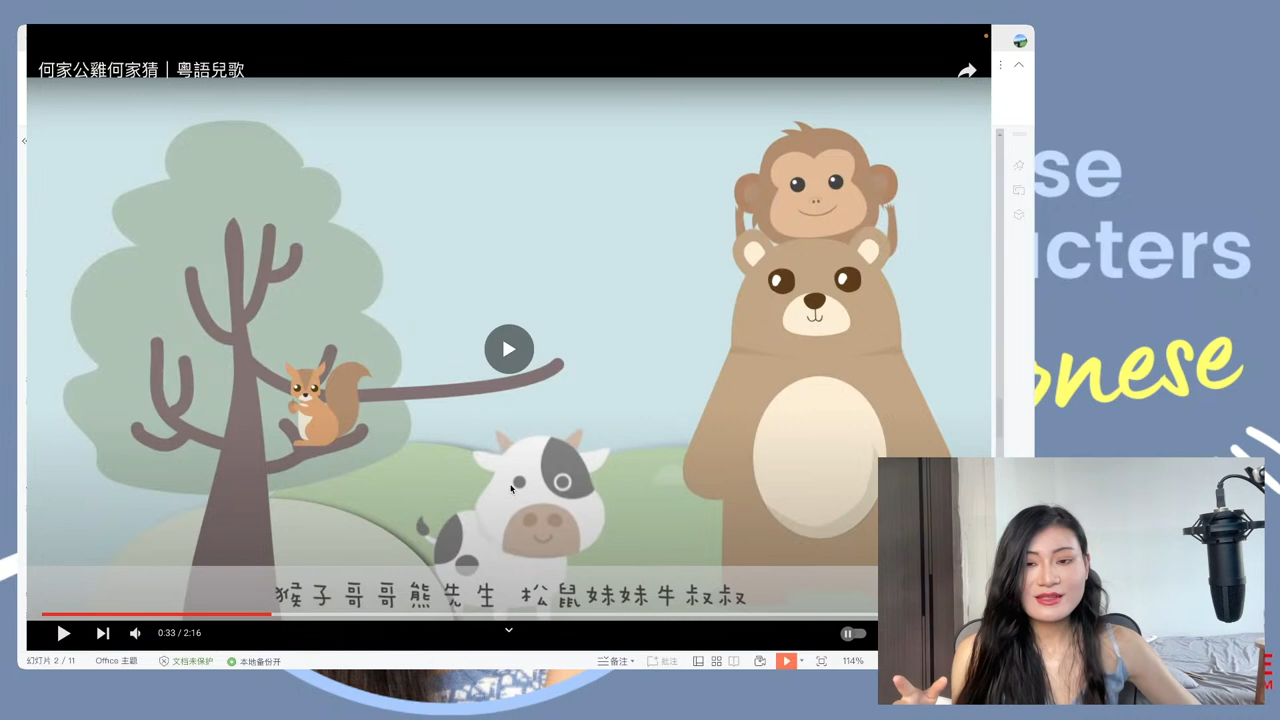 何家公雞何家猜｜粵語兒歌
se
cters
nese
猴子哥哥熊先生 松鼠妹妹牛叔叔
0:33 / 2:16
幻灯片 2 / 11 Office 主题 文档未保护 本地备份开 备注 批注 114%
E
M